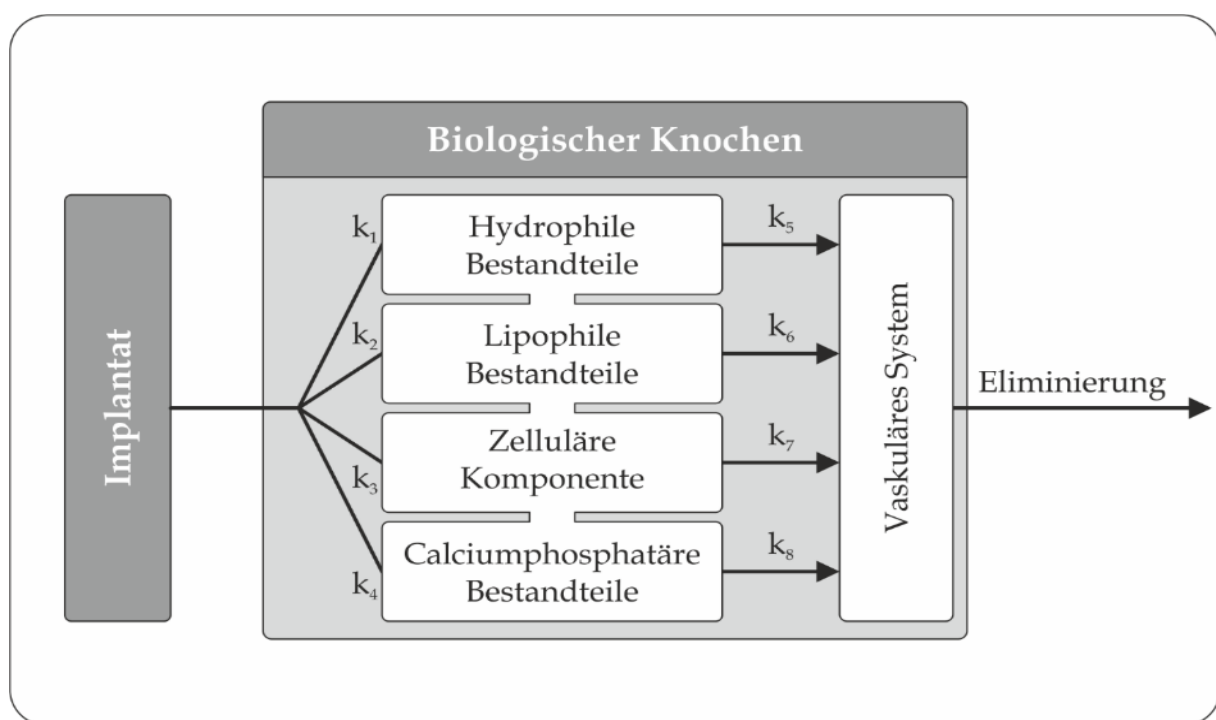 Biologischer Knochen
Implantat
k₁
k₂
k₃
k₄
Hydrophile
Bestandteile
Lipophile
Bestandteile
Zelluläre
Komponente
Calciumphosphatäre
Bestandteile
k₅
k₆
k₇
k₈
Vaskuläres System
Eliminierung